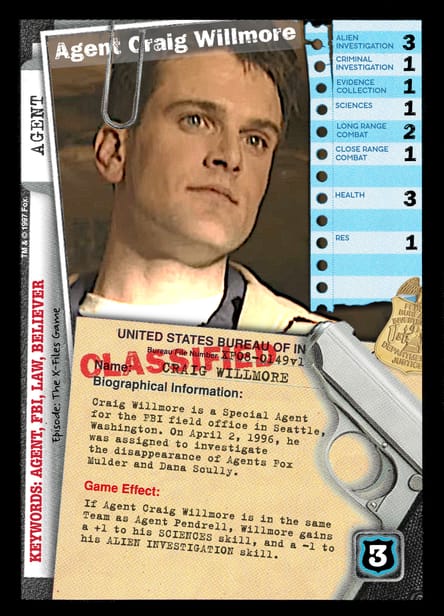 Agent Craig Willmore
AGENT
TM & © 1997 Fox.
KEYWORDS: AGENT, FBI, LAW, BELIEVER
Episode: The X-Files Game
ALIEN INVESTIGATION 3
CRIMINAL INVESTIGATION 1
EVIDENCE COLLECTION 1
SCIENCES 1
LONG RANGE COMBAT 2
CLOSE RANGE COMBAT 1
HEALTH 3
RES 1
UNITED STATES BUREAU OF IN
Bureau File Number XF08-0149v1
CLASSIFIED
Name: CRAIG WILLMORE
Biographical Information:
Craig Willmore is a Special Agent
for the FBI field office in Seattle,
Washington. On April 2, 1996, he
was assigned to investigate
the disappearance of Agents Fox
Mulder and Dana Scully.
Game Effect:
If Agent Craig Willmore is in the same
Team as Agent Pendrell, Willmore gains
a +1 to his SCIENCES skill, and a -1 to
his ALIEN INVESTIGATION skill.
3